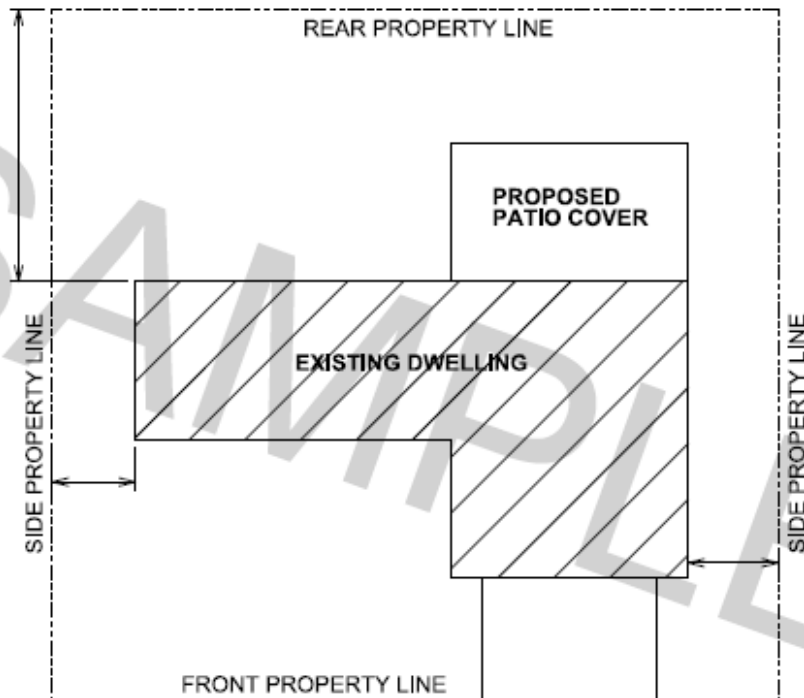 REAR PROPERTY LINE
PROPOSED
PATIO COVER
SIDE PROPERTY LINE
EXISTING DWELLING
SIDE PROPERTY LINE
SAMPLE
FRONT PROPERTY LINE